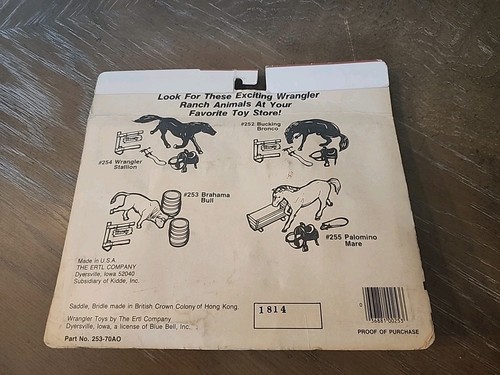 Look For These Exciting Wrangler
Ranch Animals At Your
Favorite Toy Store!
#254 Wrangler
Stallion
#252 Bucking
Bronco
#253 Brahama
Bull
#255 Palomino
Mare
Made in U.S.A.
THE ERTL COMPANY
Dyersville, Iowa 52040
Subsidiary of Kidde, Inc.
Saddle, Bridle made in British Crown Colony of Hong Kong.
Wrangler Toys by The Ertl Company
Dyersville, Iowa, a license of Blue Bell, Inc.
Part No. 253-70AO
1814
0
PROOF OF PURCHASE